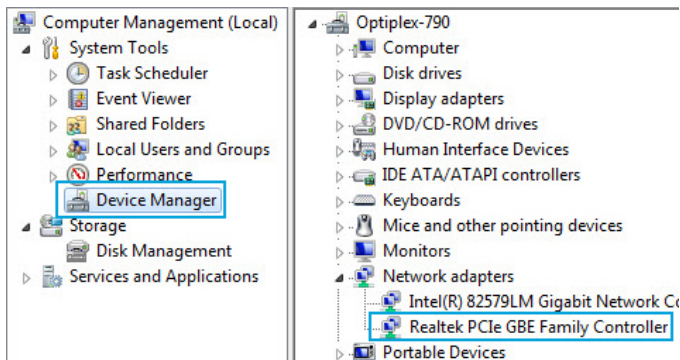 Computer Management (Local)
System Tools
Task Scheduler
Event Viewer
Shared Folders
Local Users and Groups
Performance
Device Manager
Storage
Disk Management
Services and Applications
Optiplex-790
Computer
Disk drives
Display adapters
DVD/CD-ROM drives
Human Interface Devices
IDE ATA/ATAPI controllers
Keyboards
Mice and other pointing devices
Monitors
Network adapters
Intel(R) 82579LM Gigabit Network Co
Realtek PCIe GBE Family Controller
Portable Devices